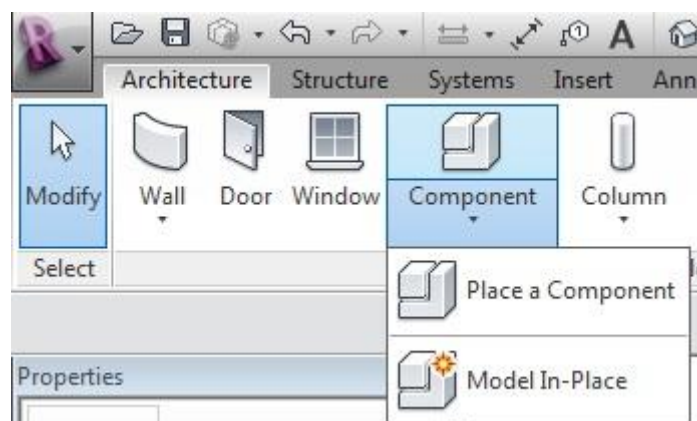 R
A
Architecture Structure Systems Insert Ann
Modify Wall Door Window Component Column
Select
Place a Component
Properties
Model In-Place